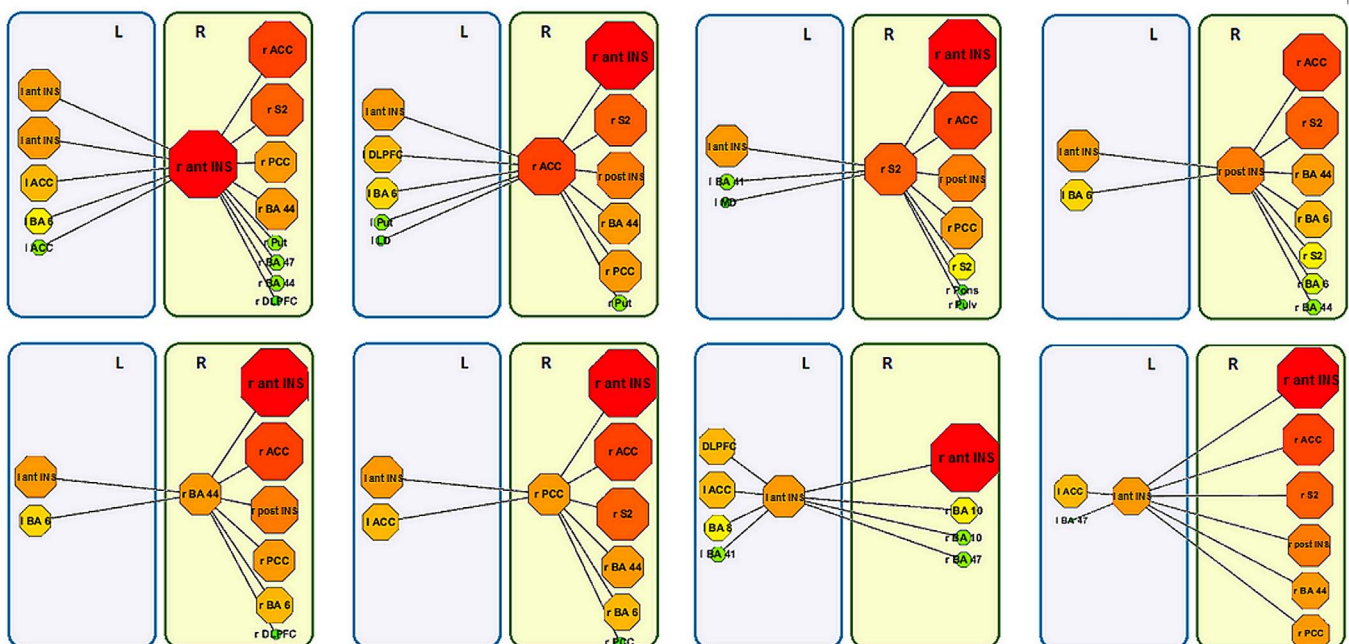 L R
r ACC
l ant INS
r S2
l ant INS
r ant INS
r PCC
l ACC
r BA 44
l BA 6
r Put
l ACC
r BA 47
r BA 44
r DLPFC
L R
r ant INS
l ant INS
r S2
l DLPFC
r ACC
r post INS
l BA 6
l Put
r BA 44
l LD
r PCC
r Put
L R
r ant INS
r ACC
l ant INS
r S2
l BA 41
r post INS
l MD
r PCC
r S2
r Pons
r Pulv
L R
r ACC
r S2
l ant INS
r post INS
r BA 44
l BA 6
r BA 6
r S2
r BA 6
r BA 44
L R
r ant INS
r ACC
l ant INS
r BA 44
r post INS
l BA 6
r PCC
r BA 6
r DLPFC
L R
r ant INS
r ACC
l ant INS
r PCC
r S2
l ACC
r BA 44
r BA 6
r PCC
L R
DLPFC
r ant INS
l ACC
l ant INS
r BA 10
l BA 8
r BA 10
l BA 41
r BA 47
L R
r ant INS
r ACC
l ACC
l ant INS
r S2
l BA 47
r post INS
r BA 44
r PCC